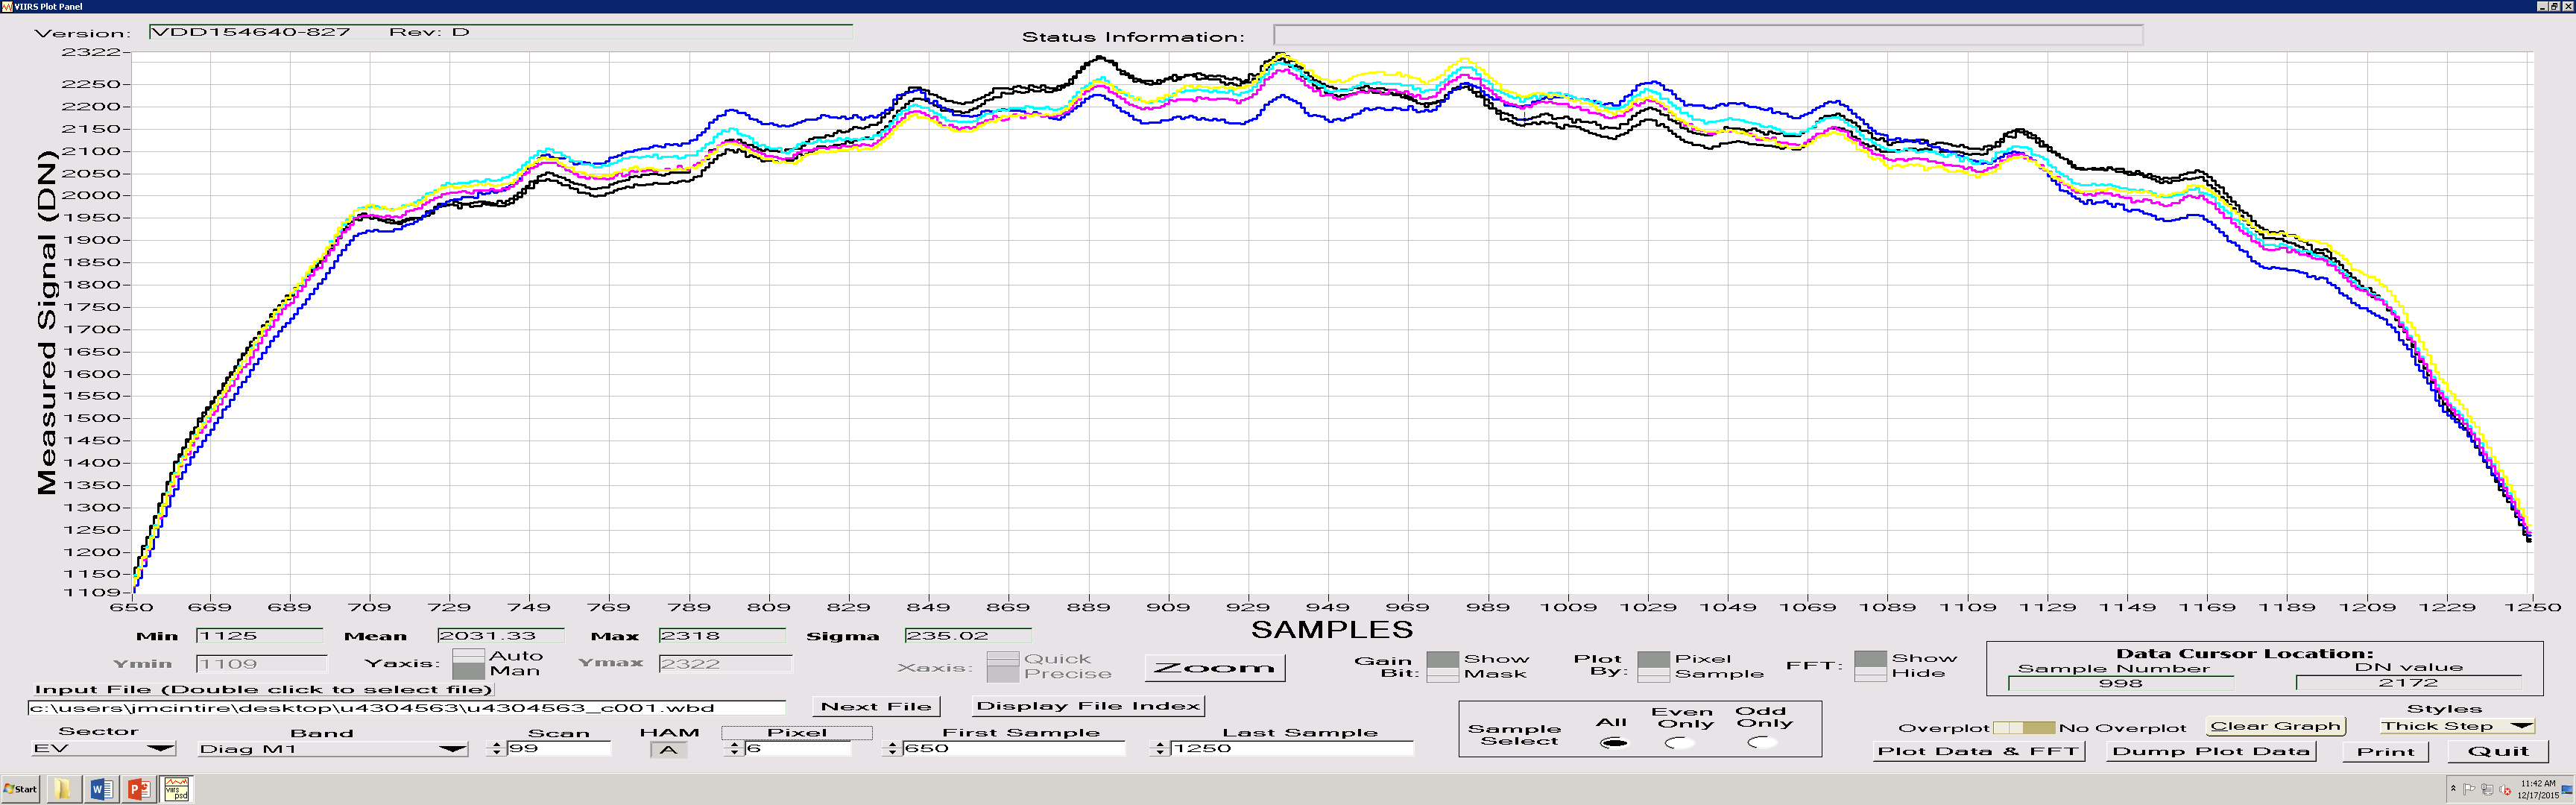 VIIRS Plot Panel
Version: VDD154640-827 Rev: D
Status Information:
Measured Signal (DN)
2322
2250
2200
2150
2100
2050
2000
1950
1900
1850
1800
1750
1700
1650
1600
1550
1500
1450
1400
1350
1300
1250
1200
1150
1109
650 669 689 709 729 749 769 789 809 829 849 869 889 909 929 949 969 989 1009 1029 1049 1069 1089 1109 1129 1149 1169 1189 1209 1229 1250
SAMPLES
Min 1125 Mean 2031.33 Max 2318 Sigma 235.02
Ymin 1109 Yaxis: Auto Man Ymax 2322 Xaxis: Quick Precise Zoom
Gain Bit: Show Mask Plot By: Pixel Sample FFT: Show Hide
Data Cursor Location:
Sample Number DN value
998 2172
Input File (Double click to select file)
c:\users\jmcintire\desktop\u4304563\u4304563_c001.wbd Next File Display File Index
Sector Band Scan HAM Pixel First Sample Last Sample
EV Diag M1 99 A 6 650 1250
Sample Select All Even Only Odd Only
Overplot No Overplot Clear Graph Styles Thick Step
Plot Data & FFT Dump Plot Data Print Quit
Start
viirs psd
11:42 AM
12/17/2015